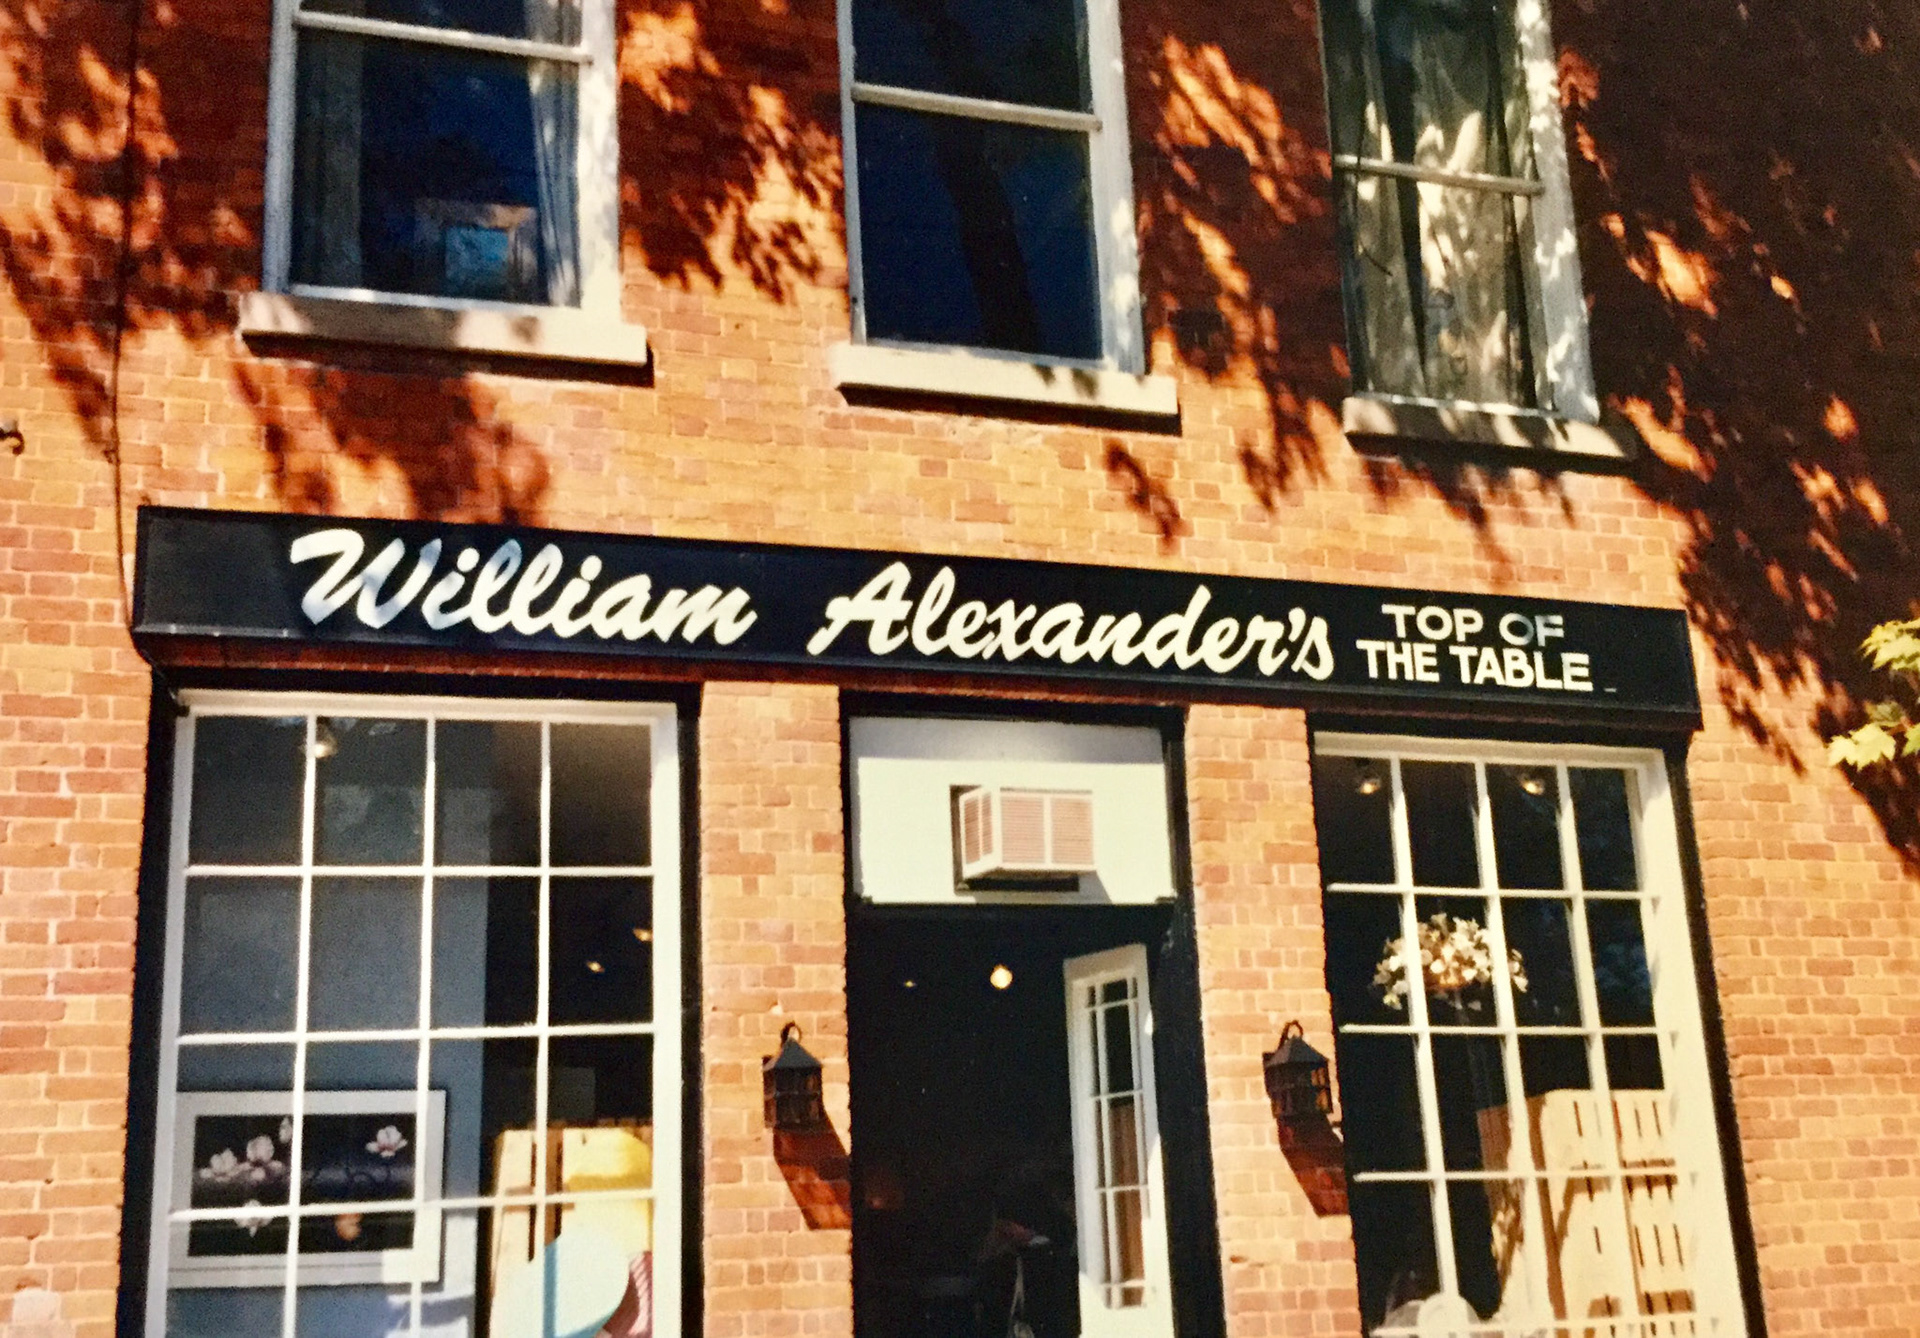 William Alexander's
TOP OF
THE TABLE